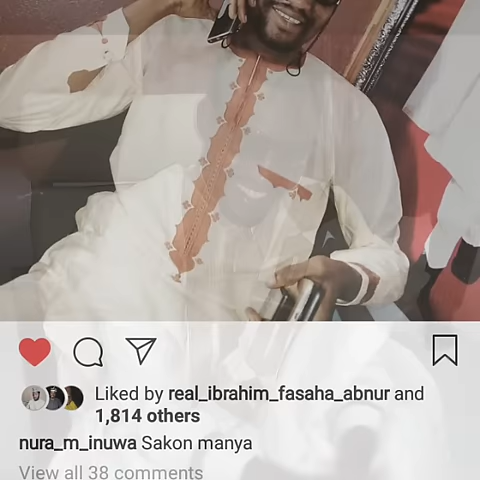 Liked by real_ibrahim_fasaha_abnur and
1,814 others
nura_m_inuwa Sakon manya
View all 38 comments